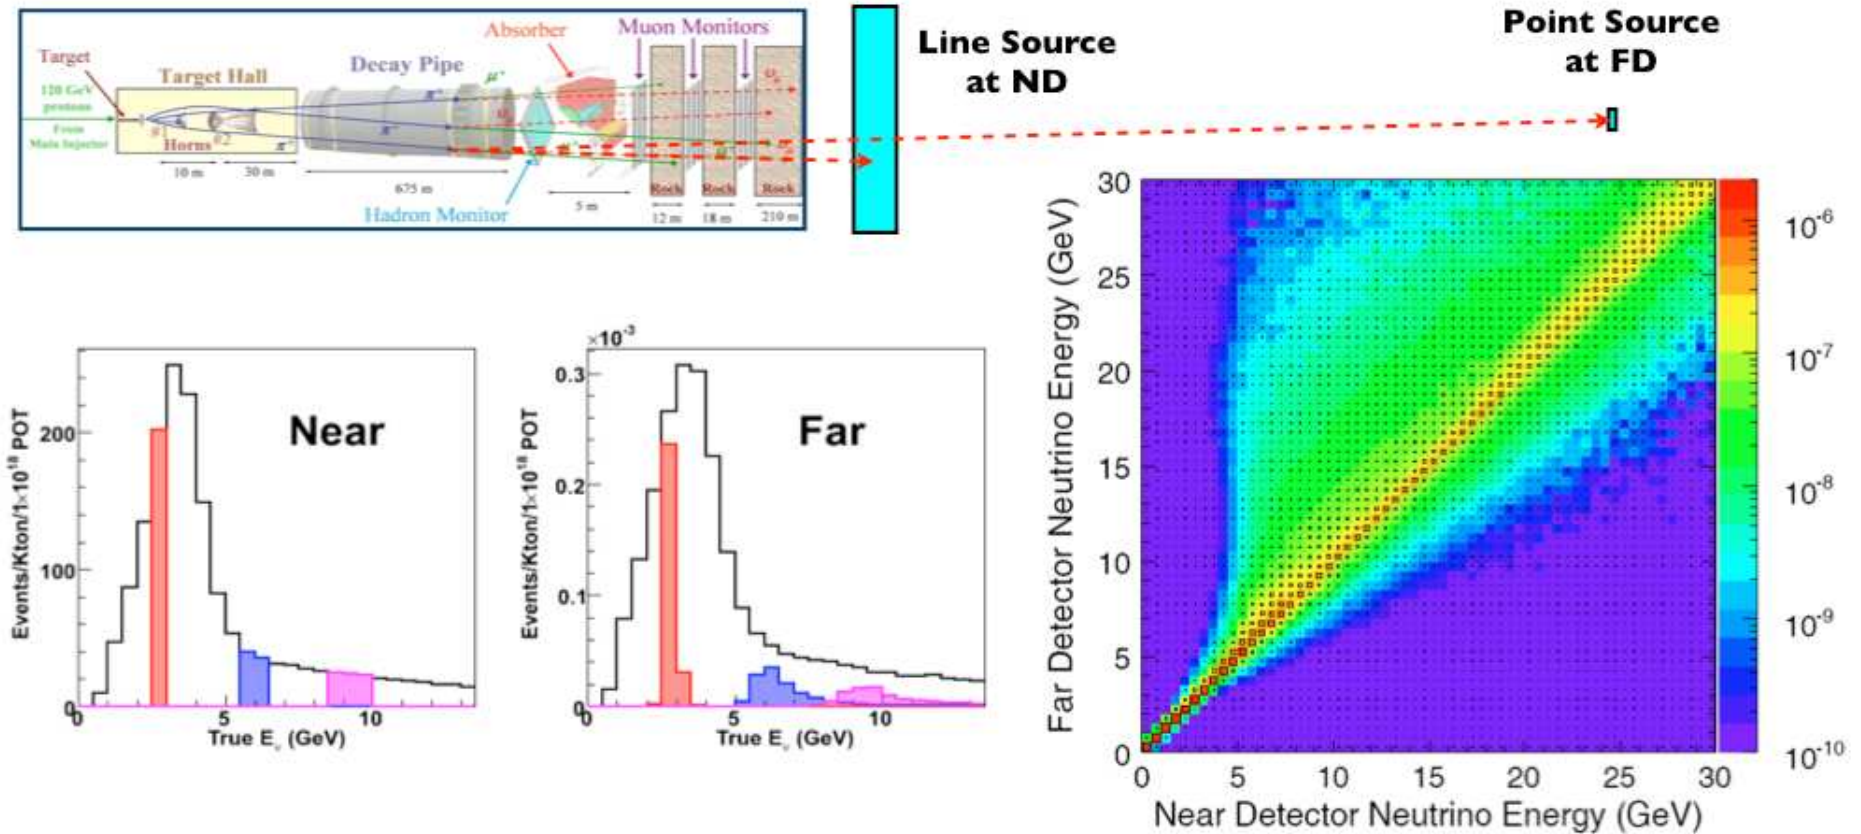 Target
120 GeV
protons
From
Main Injector
Target Hall
Horns
#2
π⁺
10 m
30 m
Decay Pipe
π⁺
π⁻
μ⁺
675 m
Absorber
Hadron Monitor
5 m
Muon Monitors
Rock
Rock
Rock
12 m
18 m
210 m
Line Source
at ND
Point Source
at FD
Near
Events/Kton/1×10¹⁸ POT
200
100
0
0
5
10
True Eᵥ (GeV)
Far
×10⁻³
Events/Kton/1×10¹⁸ POT
0.3
0.2
0.1
0
0
5
10
True Eᵥ (GeV)
Far Detector Neutrino Energy (GeV)
30
25
20
15
10
5
0
0
5
10
15
20
25
30
Near Detector Neutrino Energy (GeV)
10⁻⁶
10⁻⁷
10⁻⁸
10⁻⁹
10⁻¹⁰